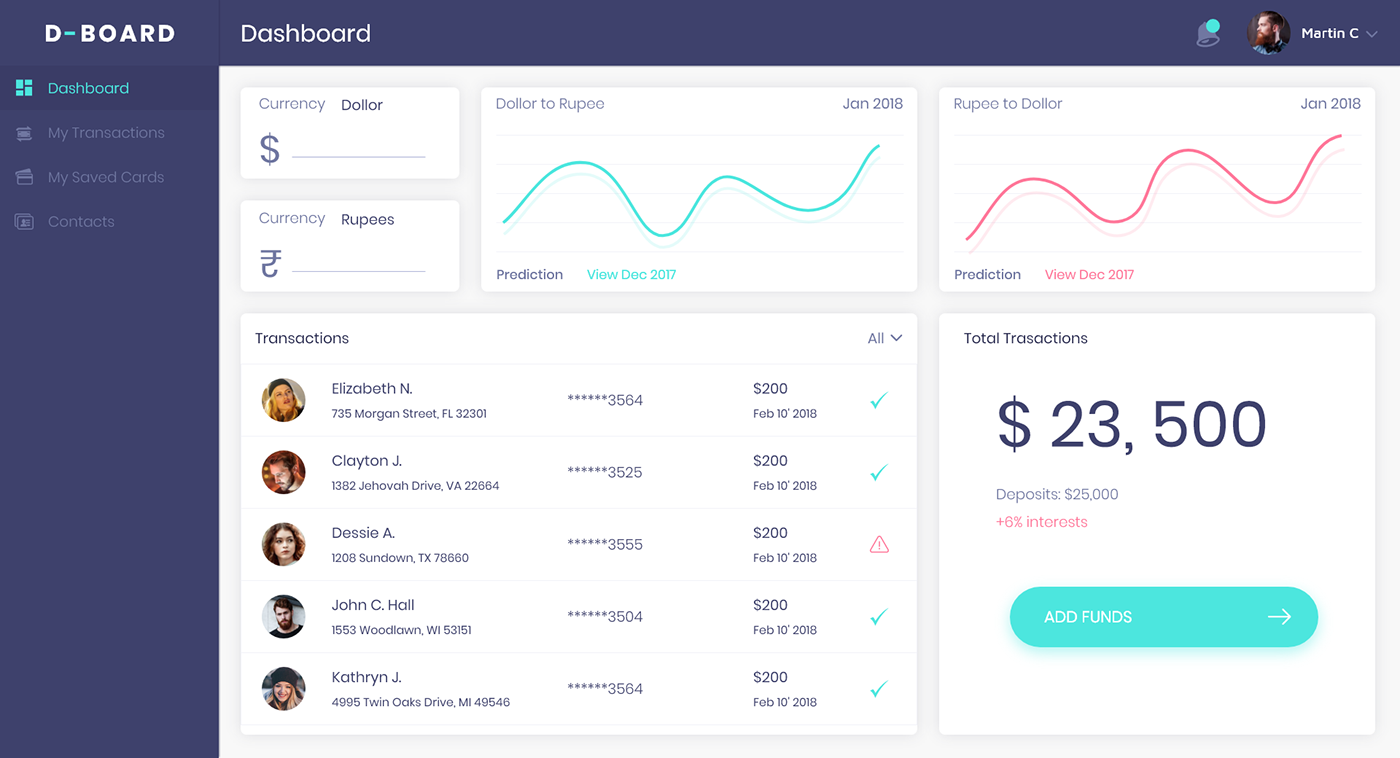 D-BOARD
Dashboard
Martin C
Dashboard
My Transactions
My Saved Cards
Contacts
Currency Dollor
$
Currency Rupees
₹
Dollor to Rupee Jan 2018
Prediction View Dec 2017
Rupee to Dollor Jan 2018
Prediction View Dec 2017
Transactions All
Elizabeth N.
735 Morgan Street, FL 32301
******3564
$200
Feb 10' 2018
Clayton J.
1382 Jehovah Drive, VA 22664
******3525
$200
Feb 10' 2018
Dessie A.
1208 Sundown, TX 78660
******3555
$200
Feb 10' 2018
John C. Hall
1553 Woodlawn, WI 53151
******3504
$200
Feb 10' 2018
Kathryn J.
4995 Twin Oaks Drive, MI 49546
******3564
$200
Feb 10' 2018
Total Trasactions
$ 23, 500
Deposits: $25,000
+6% interests
ADD FUNDS